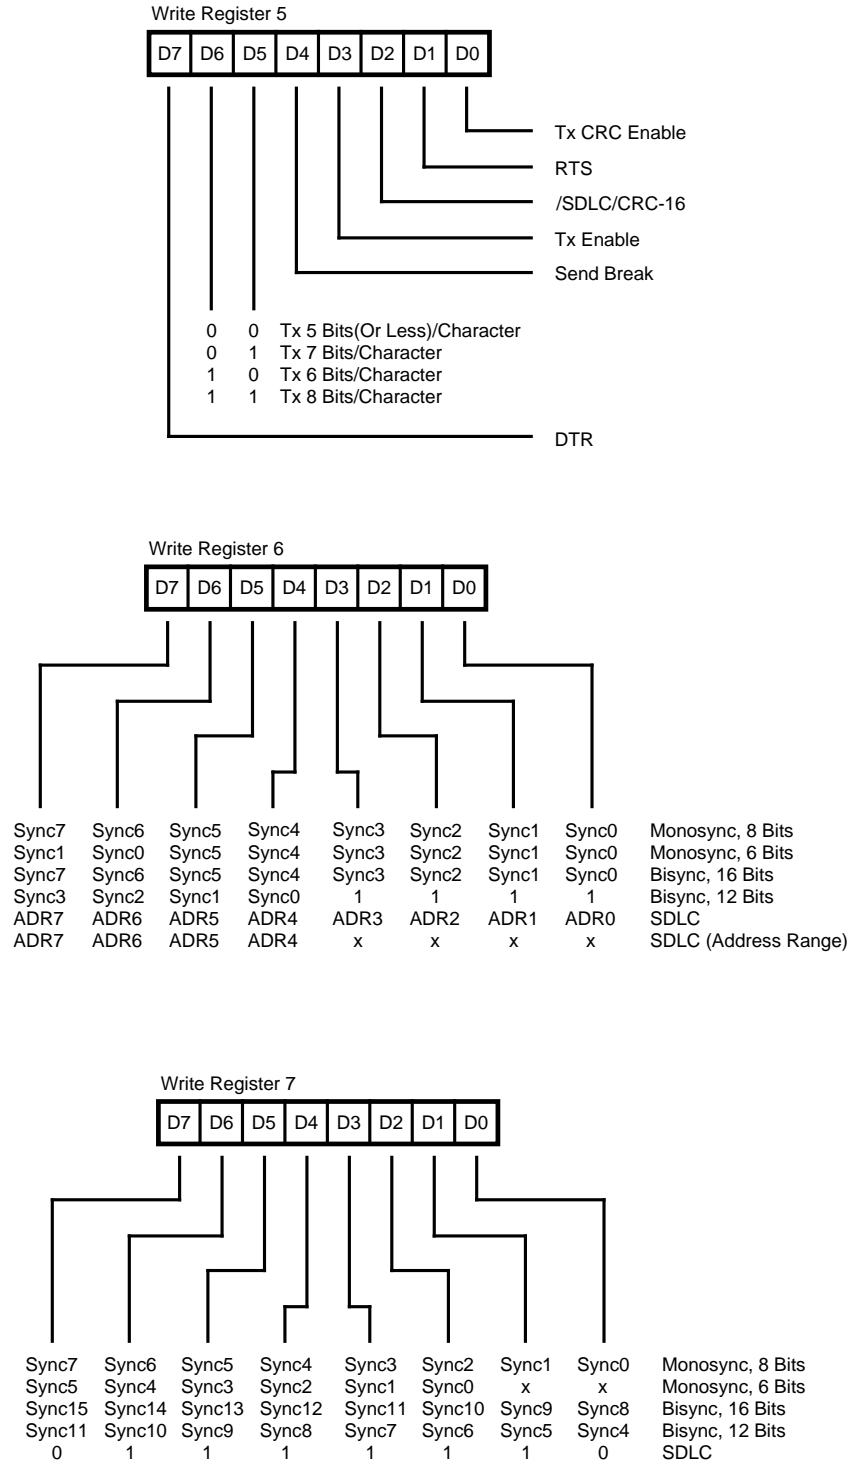 Write Register 5
D7 D6 D5 D4 D3 D2 D1 D0
Tx CRC Enable
RTS
/SDLC/CRC-16
Tx Enable
Send Break
0 0 Tx 5 Bits(Or Less)/Character
0 1 Tx 7 Bits/Character
1 0 Tx 6 Bits/Character
1 1 Tx 8 Bits/Character
DTR
Write Register 6
D7 D6 D5 D4 D3 D2 D1 D0
Sync7 Sync6 Sync5 Sync4 Sync3 Sync2 Sync1 Sync0 Monosync, 8 Bits
Sync1 Sync0 Sync5 Sync4 Sync3 Sync2 Sync1 Sync0 Monosync, 6 Bits
Sync7 Sync6 Sync5 Sync4 Sync3 Sync2 Sync1 Sync0 Bisync, 16 Bits
Sync3 Sync2 Sync1 Sync0 1 1 1 1 Bisync, 12 Bits
ADR7 ADR6 ADR5 ADR4 ADR3 ADR2 ADR1 ADR0 SDLC
ADR7 ADR6 ADR5 ADR4 x x x x SDLC (Address Range)
Write Register 7
D7 D6 D5 D4 D3 D2 D1 D0
Sync7 Sync6 Sync5 Sync4 Sync3 Sync2 Sync1 Sync0 Monosync, 8 Bits
Sync5 Sync4 Sync3 Sync2 Sync1 Sync0 x x Monosync, 6 Bits
Sync15 Sync14 Sync13 Sync12 Sync11 Sync10 Sync9 Sync8 Bisync, 16 Bits
Sync11 Sync10 Sync9 Sync8 Sync7 Sync6 Sync5 Sync4 Bisync, 12 Bits
0 1 1 1 1 1 1 0 SDLC